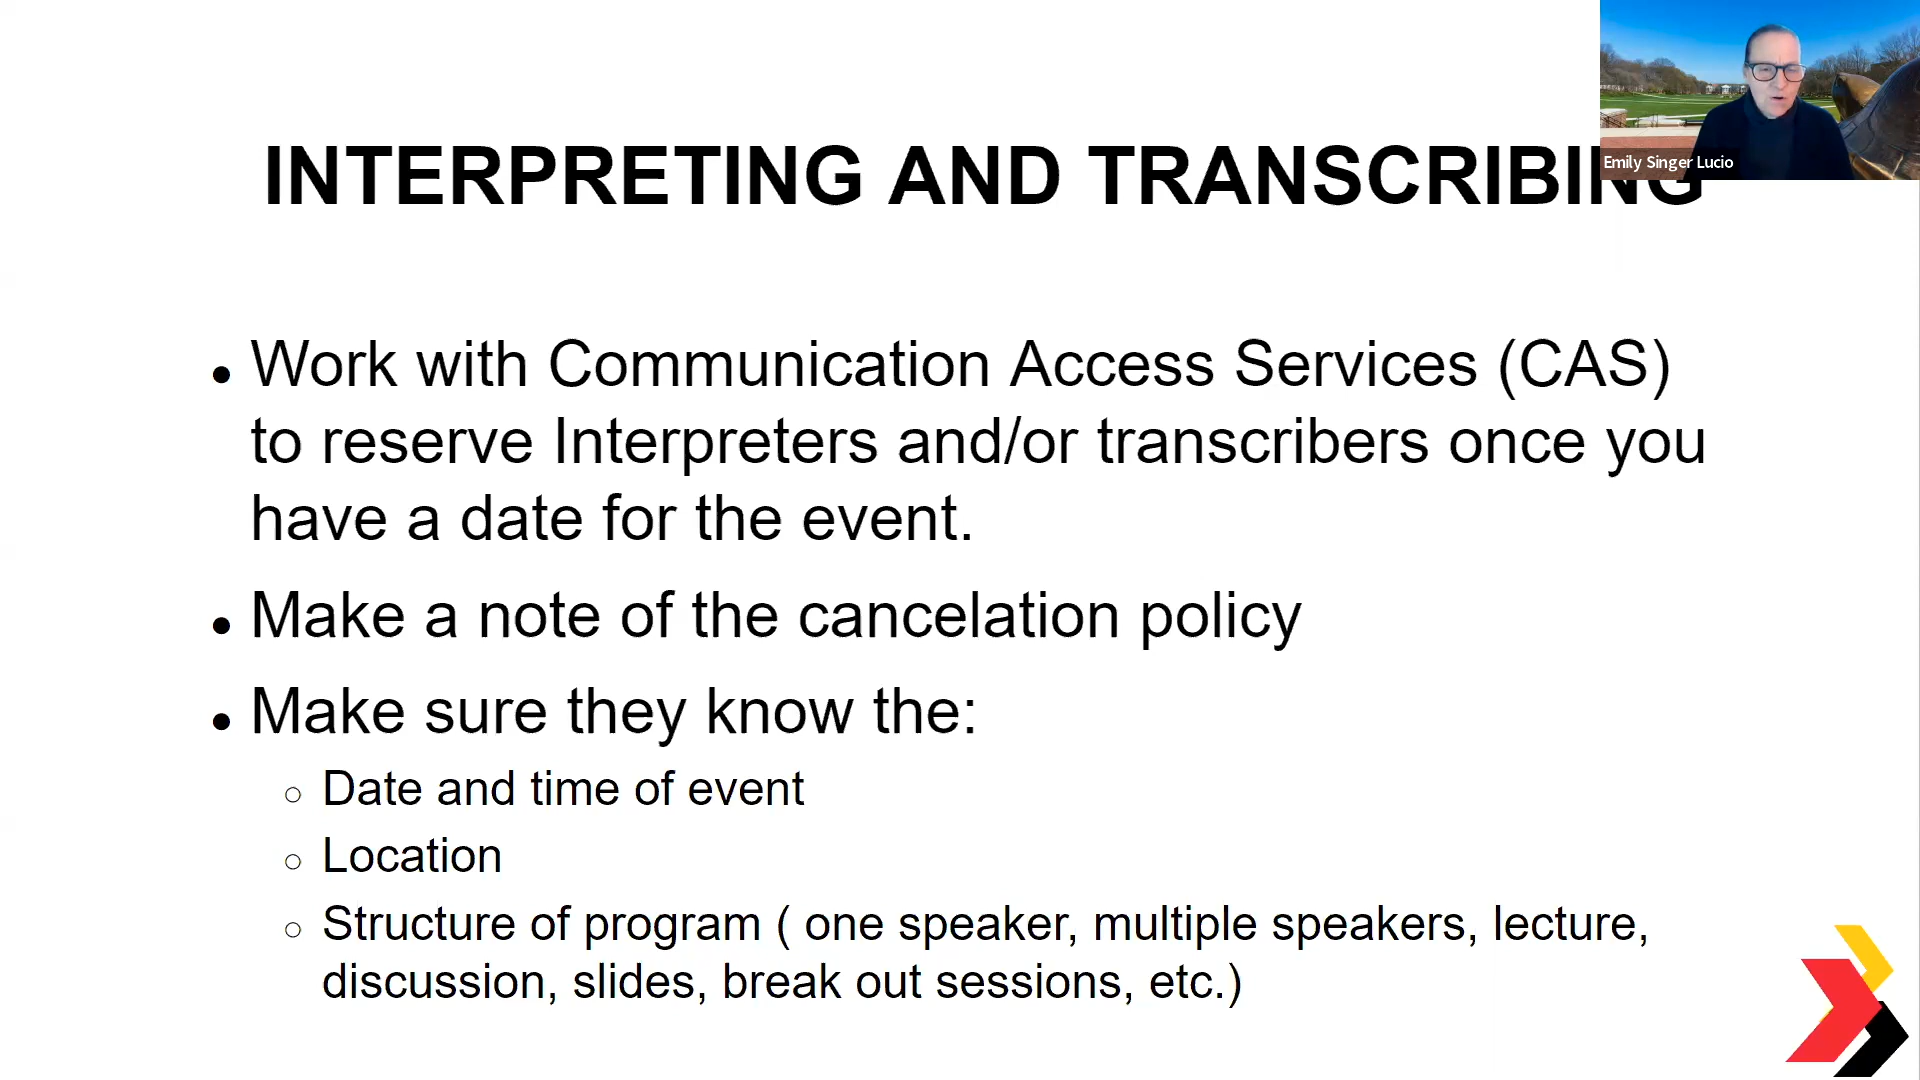 INTERPRETING AND TRANSCRIBING
Emily Singer Lucio
• Work with Communication Access Services (CAS)
to reserve Interpreters and/or transcribers once you
have a date for the event.
• Make a note of the cancelation policy
• Make sure they know the:
○ Date and time of event
○ Location
○ Structure of program ( one speaker, multiple speakers, lecture,
discussion, slides, break out sessions, etc.)